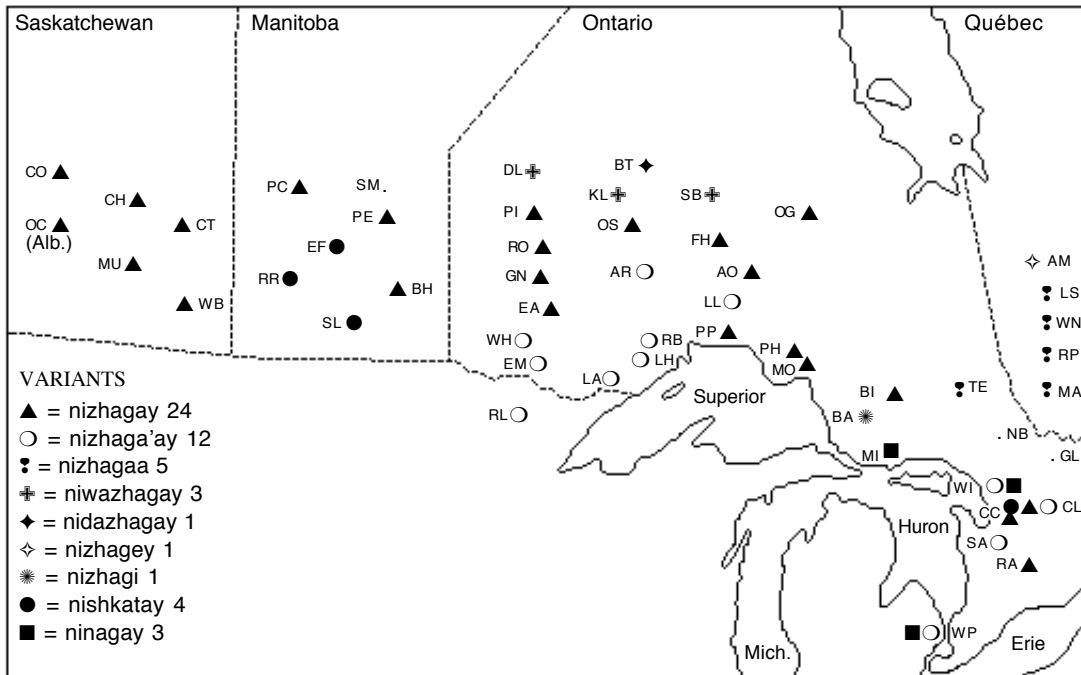 Saskatchewan Manitoba Ontario Québec
CO DL BT
CH PC SM KL SB
OC CT PE PI OS OG
(Alb.)
EF RO FH
MU RR GN AR AO AM
WB BH EA LL LS
SL PP WN
WH RB PH RP
EM LH MO
LA BI TE MA
RL Superior BA
NB
MI GL
WI
CC CL
Huron
SA
RA
WP
Mich. Erie
VARIANTS
▲ = nizhagay 24
❍ = nizhaga’ay 12
❢ = nizhagaa 5
✙ = niwazhagay 3
✦ = nidazhagay 1
✧ = nizhagey 1
✺ = nizhagi 1
● = nishkatay 4
■ = ninagay 3